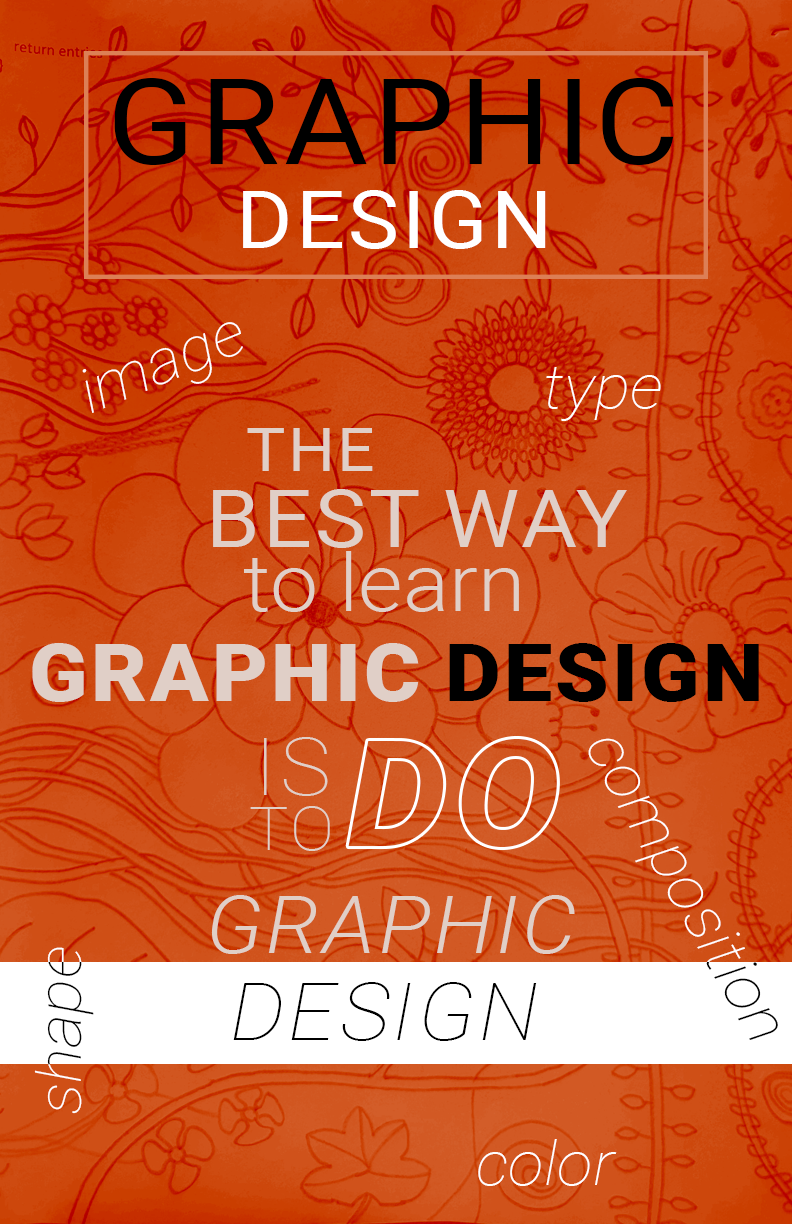 return entries
GRAPHIC
DESIGN
image
type
THE
BEST WAY
to learn
GRAPHIC DESIGN
IS
TO DO
composition
GRAPHIC
shape
DESIGN
color